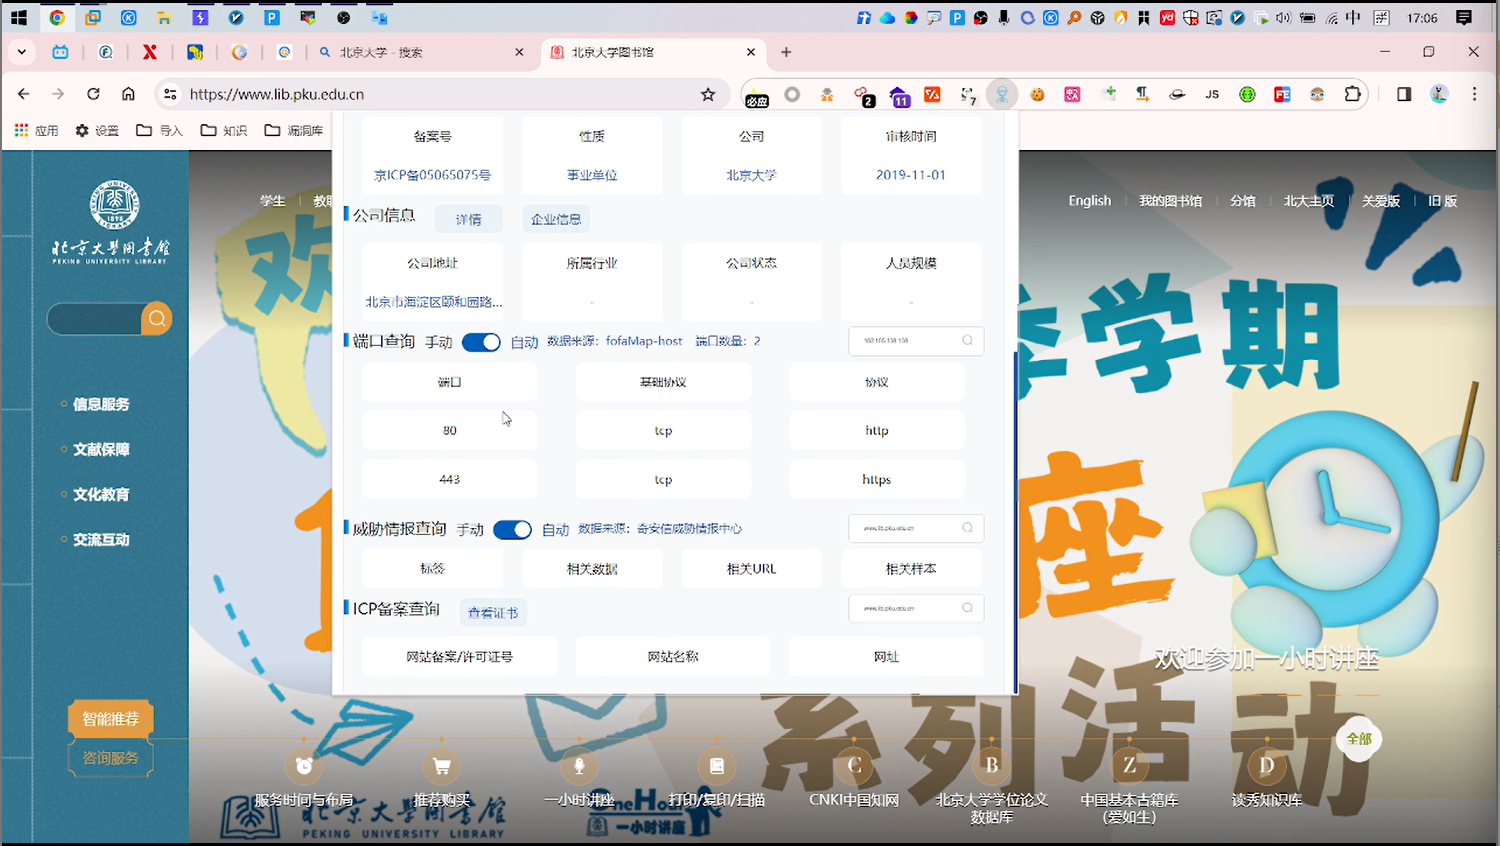 中
拼
17:06
北京大学 - 搜索
北京大学图书馆
https://www.lib.pku.edu.cn
必应
2
11
7
JS
应用
设置
导入
知识
漏洞库
备案号
性质
公司
审核时间
京ICP备05065075号
事业单位
北京大学
2019-11-01
公司信息
详情
企业信息
公司地址
所属行业
公司状态
人员规模
北京市海淀区颐和园路...
-
-
-
端口查询
手动
自动
数据来源：fofaMap-host
端口数量：2
162.105.138.158
端口
基础协议
协议
80
tcp
http
443
tcp
https
威胁情报查询
手动
自动
数据来源：奇安信威胁情报中心
www.lib.pku.edu.cn
标签
相关数据
相关URL
相关样本
ICP备案查询
查看证书
www.lib.pku.edu.cn
网站备案/许可证号
网站名称
网址
北京大学图书馆
PEKING UNIVERSITY LIBRARY
学生
English
我的图书馆
分馆
北大主页
关爱版
旧版
信息服务
文献保障
文化教育
交流互动
智能推荐
咨询服务
欢
季学期
座
系列活动
欢迎参加一小时讲座
全部
服务时间与布局
推荐购买
一小时讲座
打印/复印/扫描
C
CNKI中国知网
B
北京大学学位论文
数据库
Z
中国基本古籍库
（爱如生）
D
读秀知识库
北京大学图书馆
PEKING UNIVERSITY LIBRARY
一小时讲座